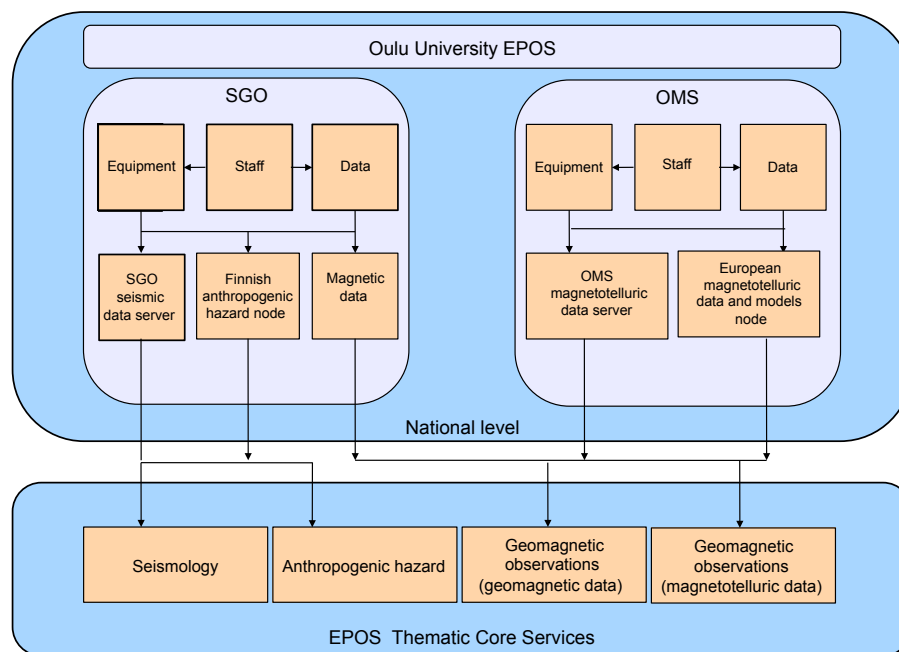 Oulu University EPOS
SGO
OMS
Equipment
Staff
Data
Equipment
Staff
Data
SGO
seismic
data server
Finnish
anthropogenic
hazard node
Magnetic
data
OMS
magnetotelluric
data server
European
magnetotelluric
data and models
node
National level
Seismology
Anthropogenic hazard
Geomagnetic
observations
(geomagnetic data)
Geomagnetic
observations
(magnetotelluric data)
EPOS Thematic Core Services